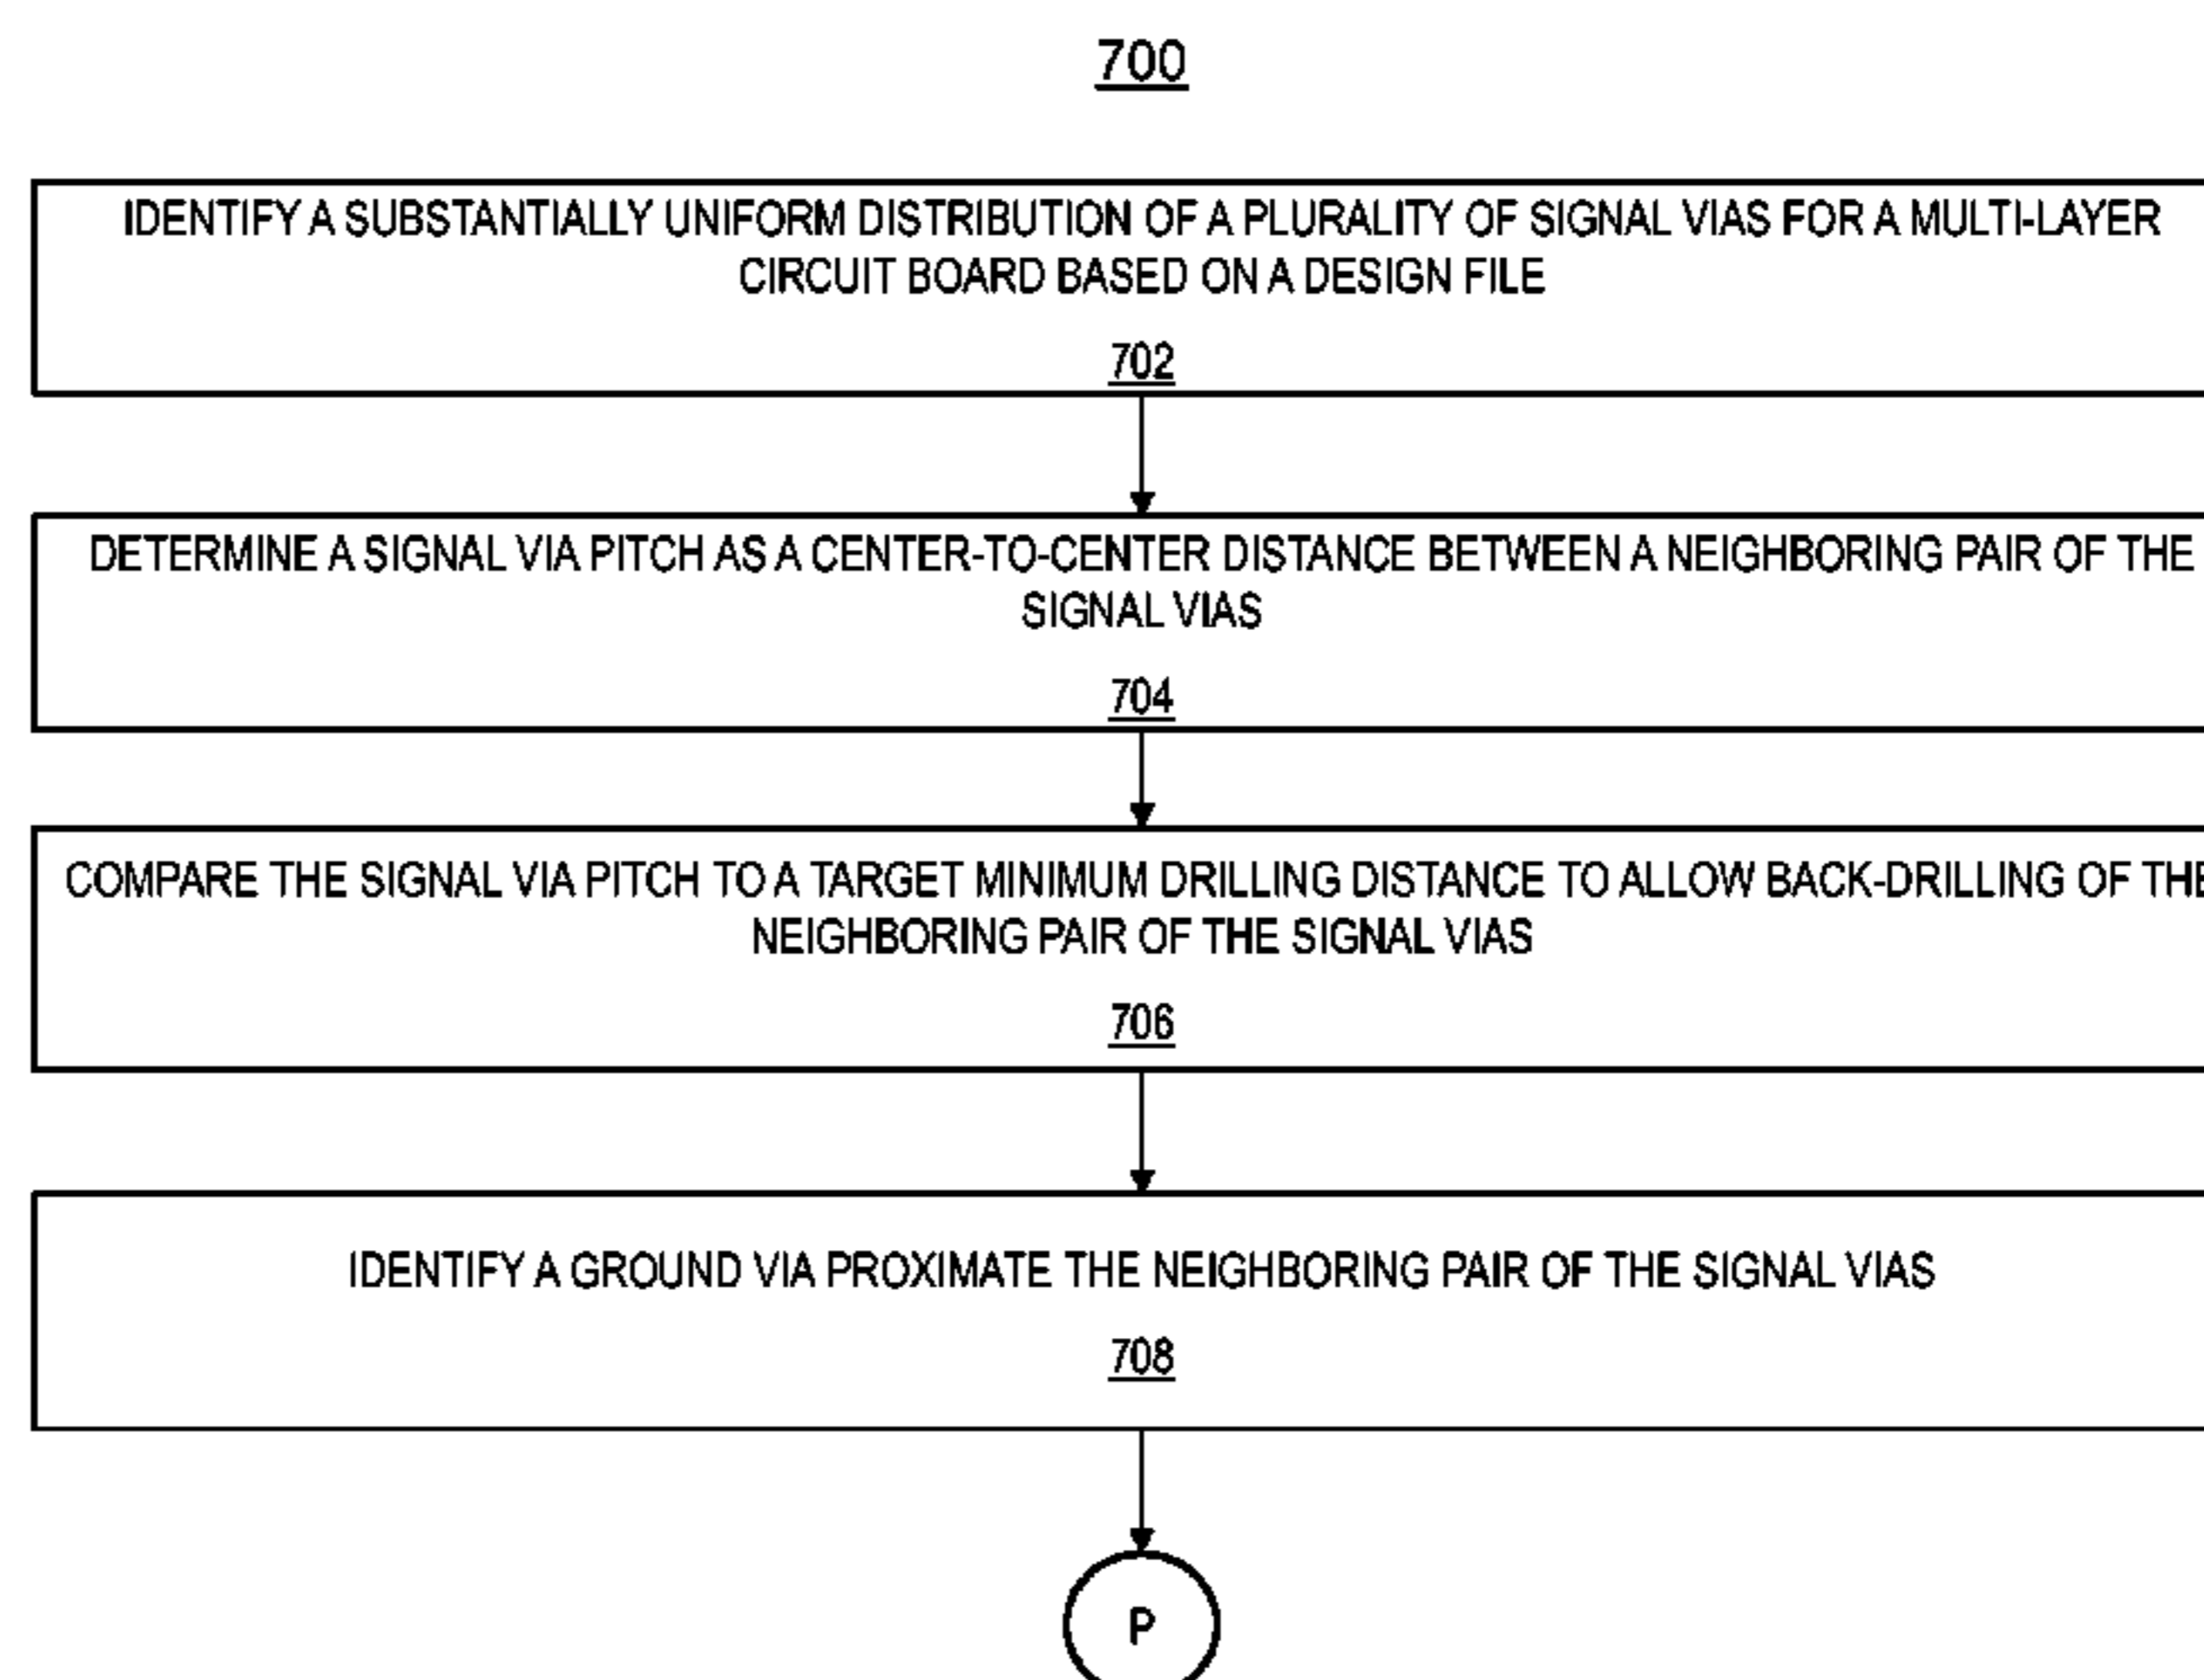 700
IDENTIFY A SUBSTANTIALLY UNIFORM DISTRIBUTION OF A PLURALITY OF SIGNAL VIAS FOR A MULTI-LAYER
CIRCUIT BOARD BASED ON A DESIGN FILE
702
DETERMINE A SIGNAL VIA PITCH AS A CENTER-TO-CENTER DISTANCE BETWEEN A NEIGHBORING PAIR OF THE
SIGNAL VIAS
704
COMPARE THE SIGNAL VIA PITCH TO A TARGET MINIMUM DRILLING DISTANCE TO ALLOW BACK-DRILLING OF THE
NEIGHBORING PAIR OF THE SIGNAL VIAS
706
IDENTIFY A GROUND VIA PROXIMATE THE NEIGHBORING PAIR OF THE SIGNAL VIAS
708
P